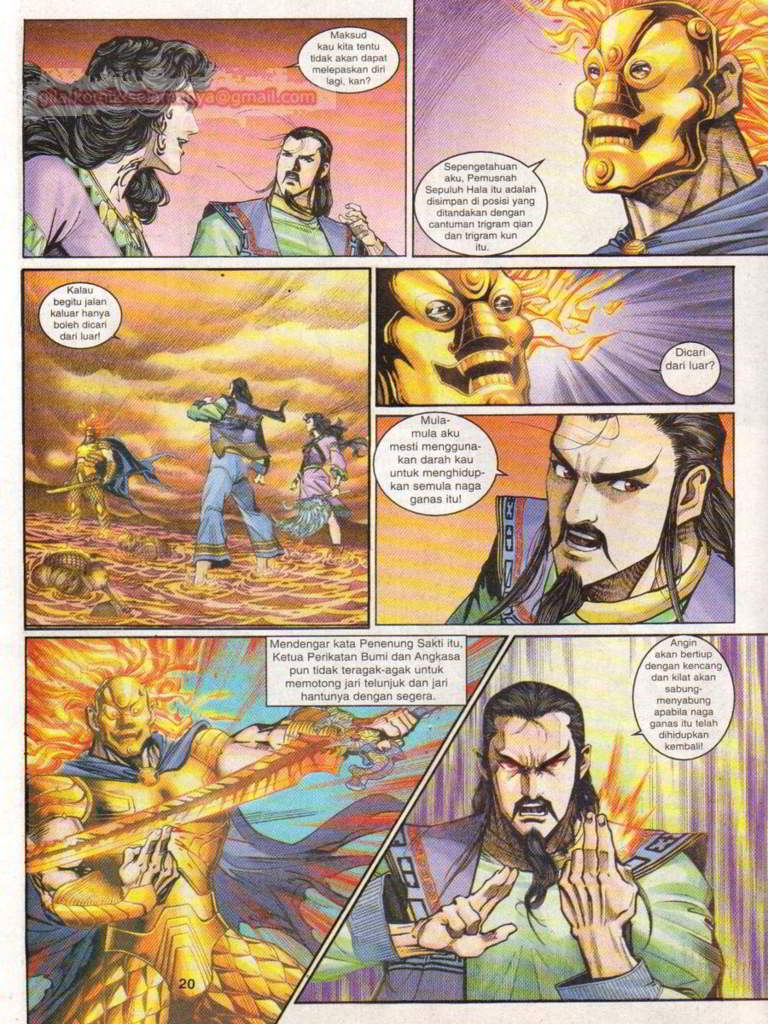 Maksud
kau kita tentu
tidak akan dapat
melepaskan diri
lagi, kan?
Sepengetahuan
aku, Pemusnah
Sepuluh Hala itu adalah
disimpan di posisi yang
ditandakan dengan
cantuman trigram qian
dan trigram kun
itu.
Kalau
begitu jalan
keluar hanya
boleh dicari
dari luar!
Dicari
dari luar?
Mula-
mula aku
mesti mengguna-
kan darah kau
untuk menghidup-
kan semula naga
ganas itu!
Mendengar kata Penenung Sakti itu,
Ketua Perikatan Bumi dan Angkasa
pun tidak teragak-agak untuk
memotong jari telunjuk dan jari
hantunya dengan segera.
Angin
akan bertiup
dengan kencang
dan kilat akan
sabung-
menyabung
apabila naga
ganas itu telah
dihidupkan
kembali!
20